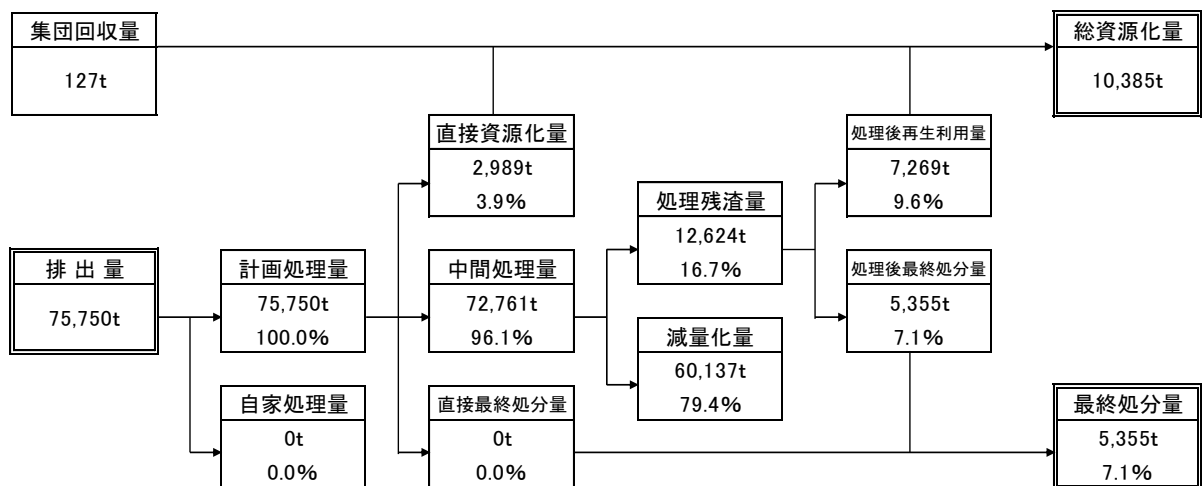 集団回収量
127t
総資源化量
10,385t
直接資源化量
2,989t
3.9%
処理後再生利用量
7,269t
9.6%
処理残渣量
12,624t
16.7%
排 出 量
75,750t
計画処理量
75,750t
100.0%
中間処理量
72,761t
96.1%
処理後最終処分量
5,355t
7.1%
減量化量
60,137t
79.4%
自家処理量
0t
0.0%
直接最終処分量
0t
0.0%
最終処分量
5,355t
7.1%